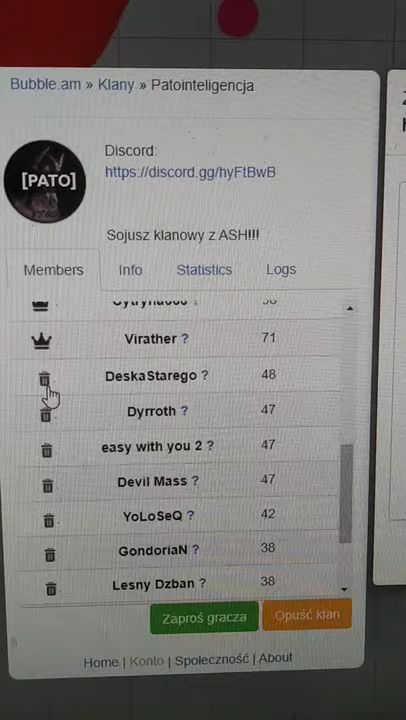 Bubble.am » Klany » Patointeligencja
Discord:
https://discord.gg/hyFtBwB
[PATO]
Sojusz klanowy z ASH!!!
Members Info Statistics Logs
Virather ? 71
DeskaStarego ? 48
Dyrroth ? 47
easy with you 2 ? 47
Devil Mass ? 47
YoLoSeQ ? 42
GondoriaN ? 38
Lesny Dzban ? 38
Zaproś gracza Opuść klan
Home | Konto | Społeczność | About